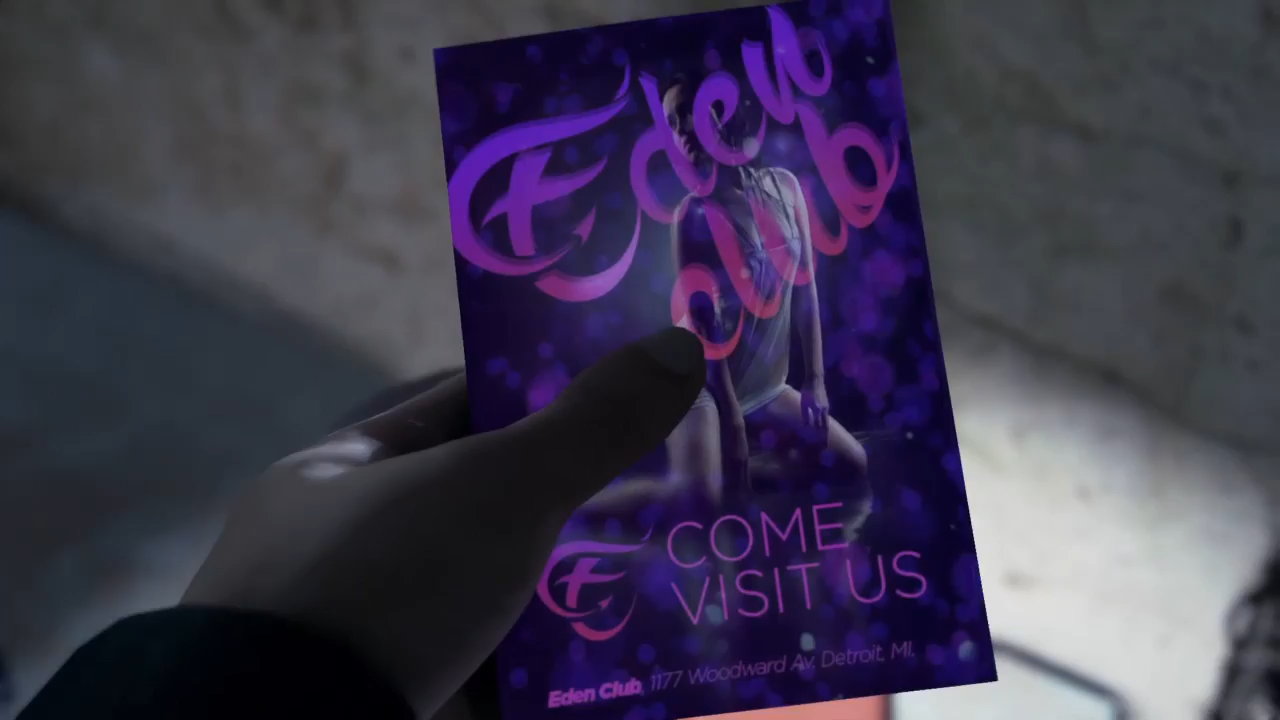 Eden
club
COME
VISIT US
Eden Club, 1177 Woodward Av. Detroit, MI.